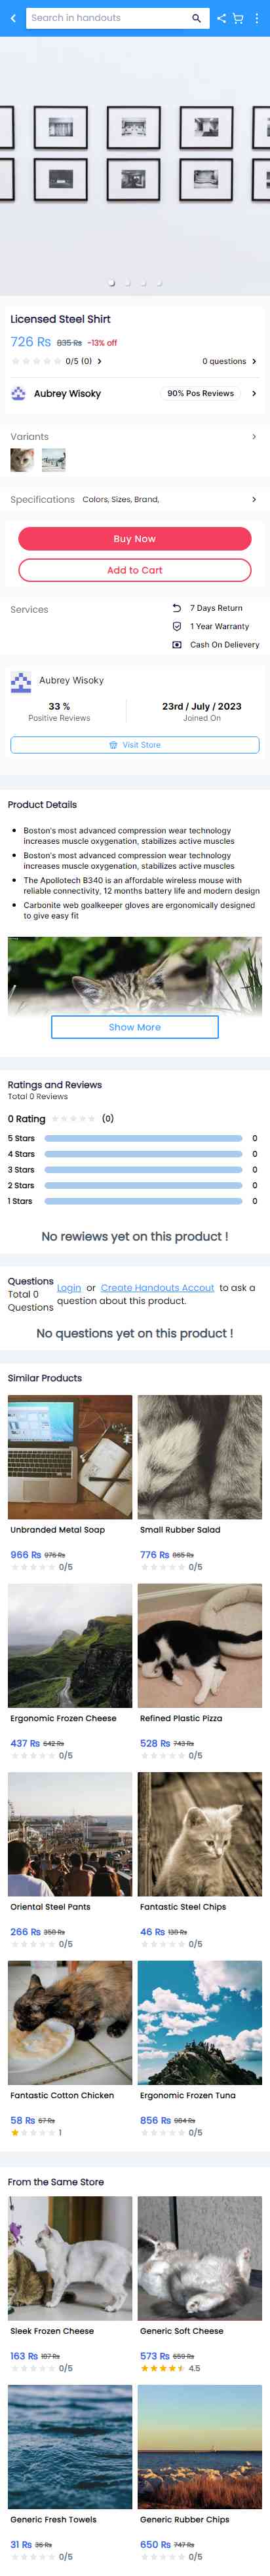 Search in handouts
Licensed Steel Shirt
726 Rs 835 Rs -13% off
0/5 (0) 0 questions
Aubrey Wisoky 90% Pos Reviews
Variants
Specifications Colors, Sizes, Brand,
Buy Now
Add to Cart
Services 7 Days Return
1 Year Warranty
Cash On Delievery
Aubrey Wisoky
33 % 23rd / July / 2023
Positive Reviews Joined On
Visit Store
Product Details
Boston's most advanced compression wear technology
increases muscle oxygenation, stabilizes active muscles
Boston's most advanced compression wear technology
increases muscle oxygenation, stabilizes active muscles
The Apollotech B340 is an affordable wireless mouse with
reliable connectivity, 12 months battery life and modern design
Carbonite web goalkeeper gloves are ergonomically designed
to give easy fit
Show More
Ratings and Reviews
Total 0 Reviews
0 Rating (0)
5 Stars 0
4 Stars 0
3 Stars 0
2 Stars 0
1 Stars 0
No rewiews yet on this product !
Questions
Total 0
Questions
Login or Create Handouts Accout to ask a
question about this product.
No questions yet on this product !
Similar Products
Unbranded Metal Soap Small Rubber Salad
966 Rs 976 Rs 776 Rs 865 Rs
0/5 0/5
Ergonomic Frozen Cheese Refined Plastic Pizza
437 Rs 642 Rs 528 Rs 743 Rs
0/5 0/5
Oriental Steel Pants Fantastic Steel Chips
266 Rs 358 Rs 46 Rs 138 Rs
0/5 0/5
Fantastic Cotton Chicken Ergonomic Frozen Tuna
58 Rs 67 Rs 856 Rs 984 Rs
1 0/5
From the Same Store
Sleek Frozen Cheese Generic Soft Cheese
163 Rs 187 Rs 573 Rs 659 Rs
0/5 4.5
Generic Fresh Towels Generic Rubber Chips
31 Rs 36 Rs 650 Rs 747 Rs
0/5 0/5